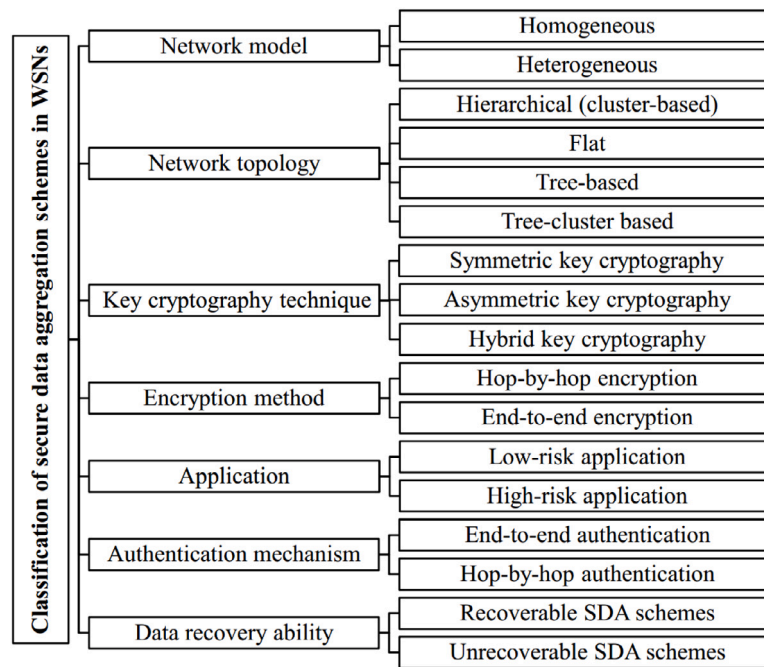 Classification of secure data aggregation schemes in WSNs
Network model
Homogeneous
Heterogeneous
Network topology
Hierarchical (cluster-based)
Flat
Tree-based
Tree-cluster based
Key cryptography technique
Symmetric key cryptography
Asymmetric key cryptography
Hybrid key cryptography
Encryption method
Hop-by-hop encryption
End-to-end encryption
Application
Low-risk application
High-risk application
Authentication mechanism
End-to-end authentication
Hop-by-hop authentication
Data recovery ability
Recoverable SDA schemes
Unrecoverable SDA schemes